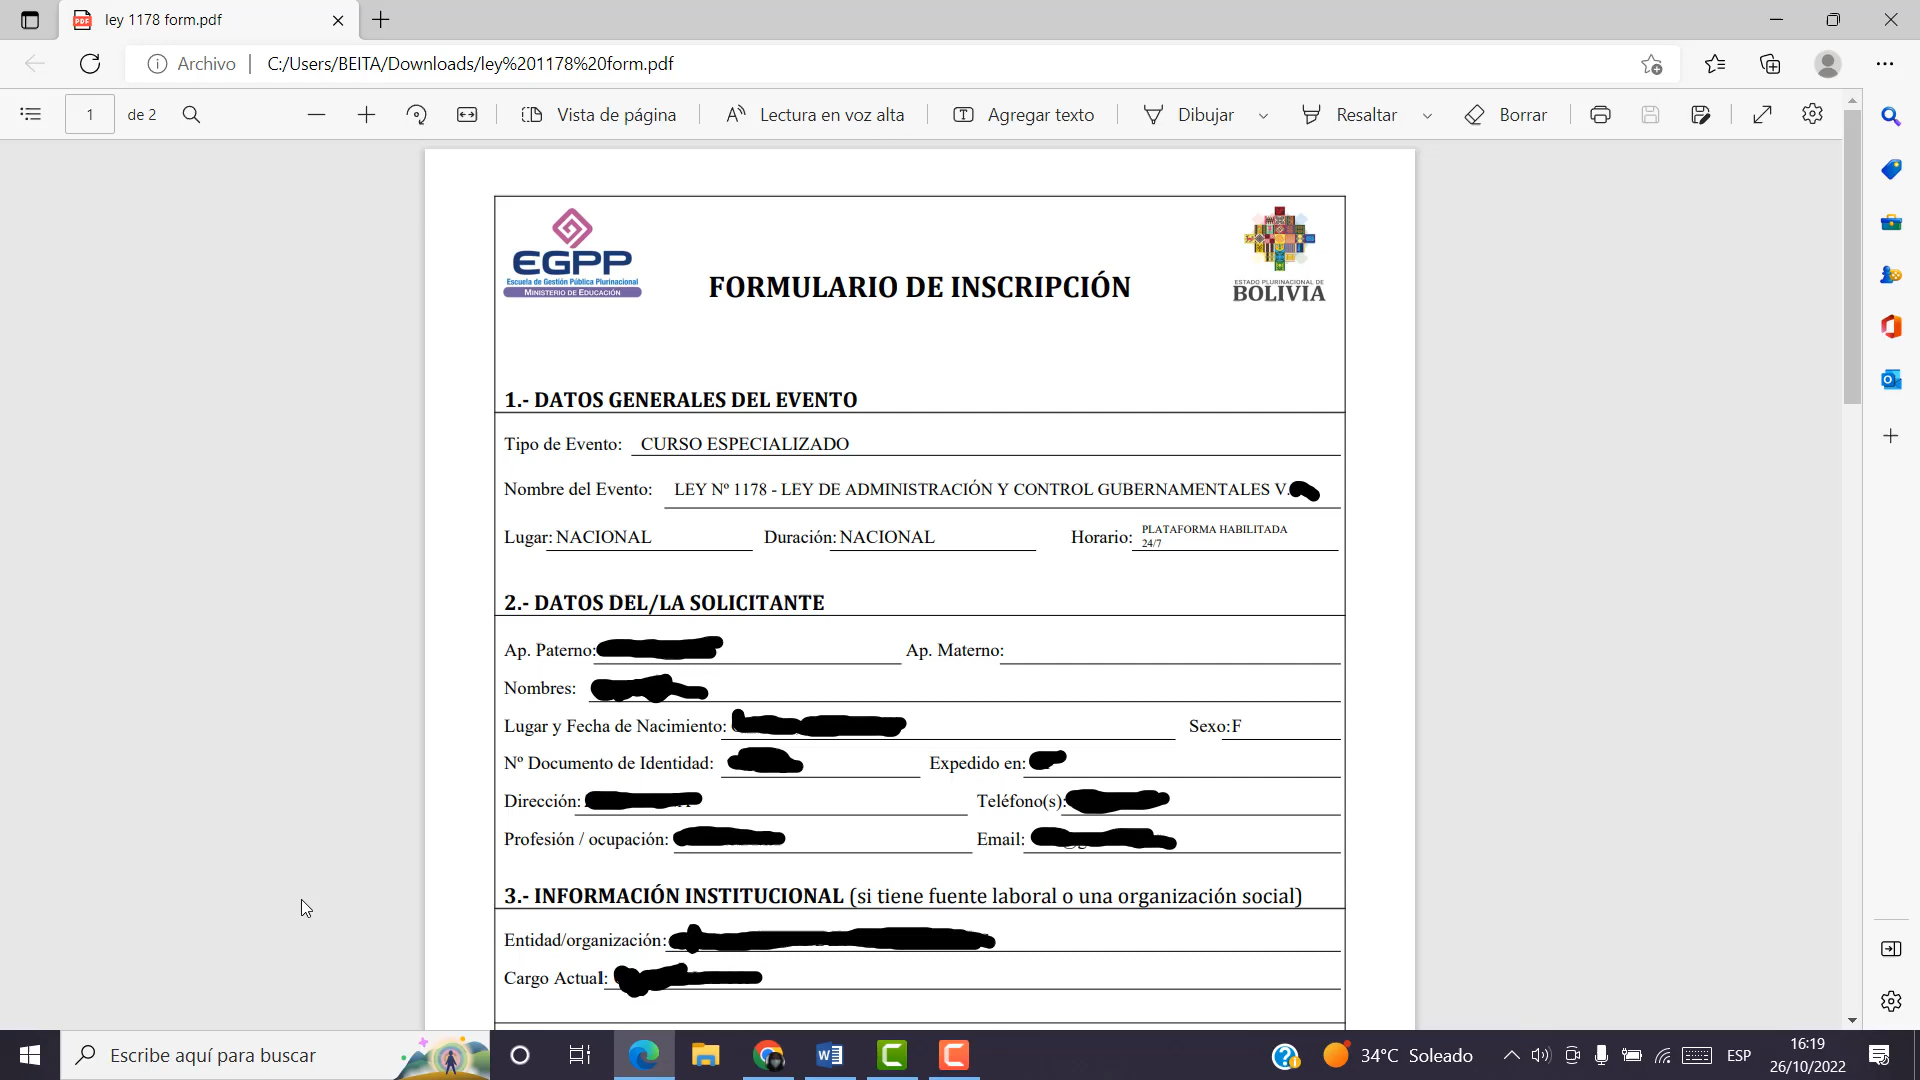 ley 1178 form.pdf
Archivo
C:/Users/BEITA/Downloads/ley%201178%20form.pdf
1 de 2
Vista de página
Lectura en voz alta
Agregar texto
Dibujar
Resaltar
Borrar
EGPP
Escuela de Gestión Pública Plurinacional
MINISTERIO DE EDUCACIÓN
FORMULARIO DE INSCRIPCIÓN
ESTADO PLURINACIONAL DE
BOLIVIA
1.- DATOS GENERALES DEL EVENTO
Tipo de Evento: CURSO ESPECIALIZADO
Nombre del Evento: LEY Nº 1178 - LEY DE ADMINISTRACIÓN Y CONTROL GUBERNAMENTALES V.
Lugar: NACIONAL Duración: NACIONAL Horario: PLATAFORMA HABILITADA
24/7
2.- DATOS DEL/LA SOLICITANTE
Ap. Paterno: Ap. Materno:
Nombres:
Lugar y Fecha de Nacimiento: Sexo:F
Nº Documento de Identidad: Expedido en:
Dirección: Teléfono(s):
Profesión / ocupación: Email:
3.- INFORMACIÓN INSTITUCIONAL (si tiene fuente laboral o una organización social)
Entidad/organización:
Cargo Actual:
Escribe aquí para buscar
34°C Soleado
ESP
16:19
26/10/2022